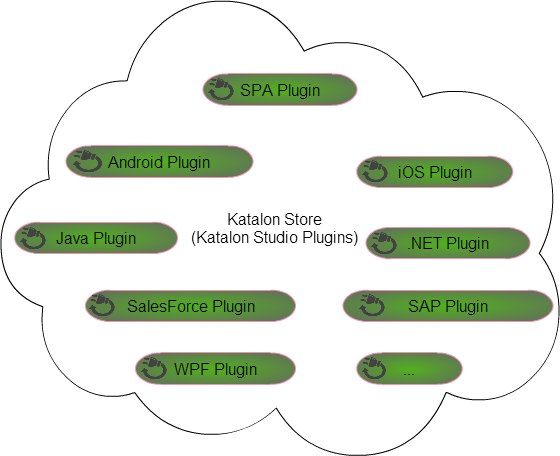 SPA Plugin
Android Plugin
iOS Plugin
Katalon Store
(Katalon Studio Plugins)
Java Plugin
.NET Plugin
SalesForce Plugin
SAP Plugin
WPF Plugin
...